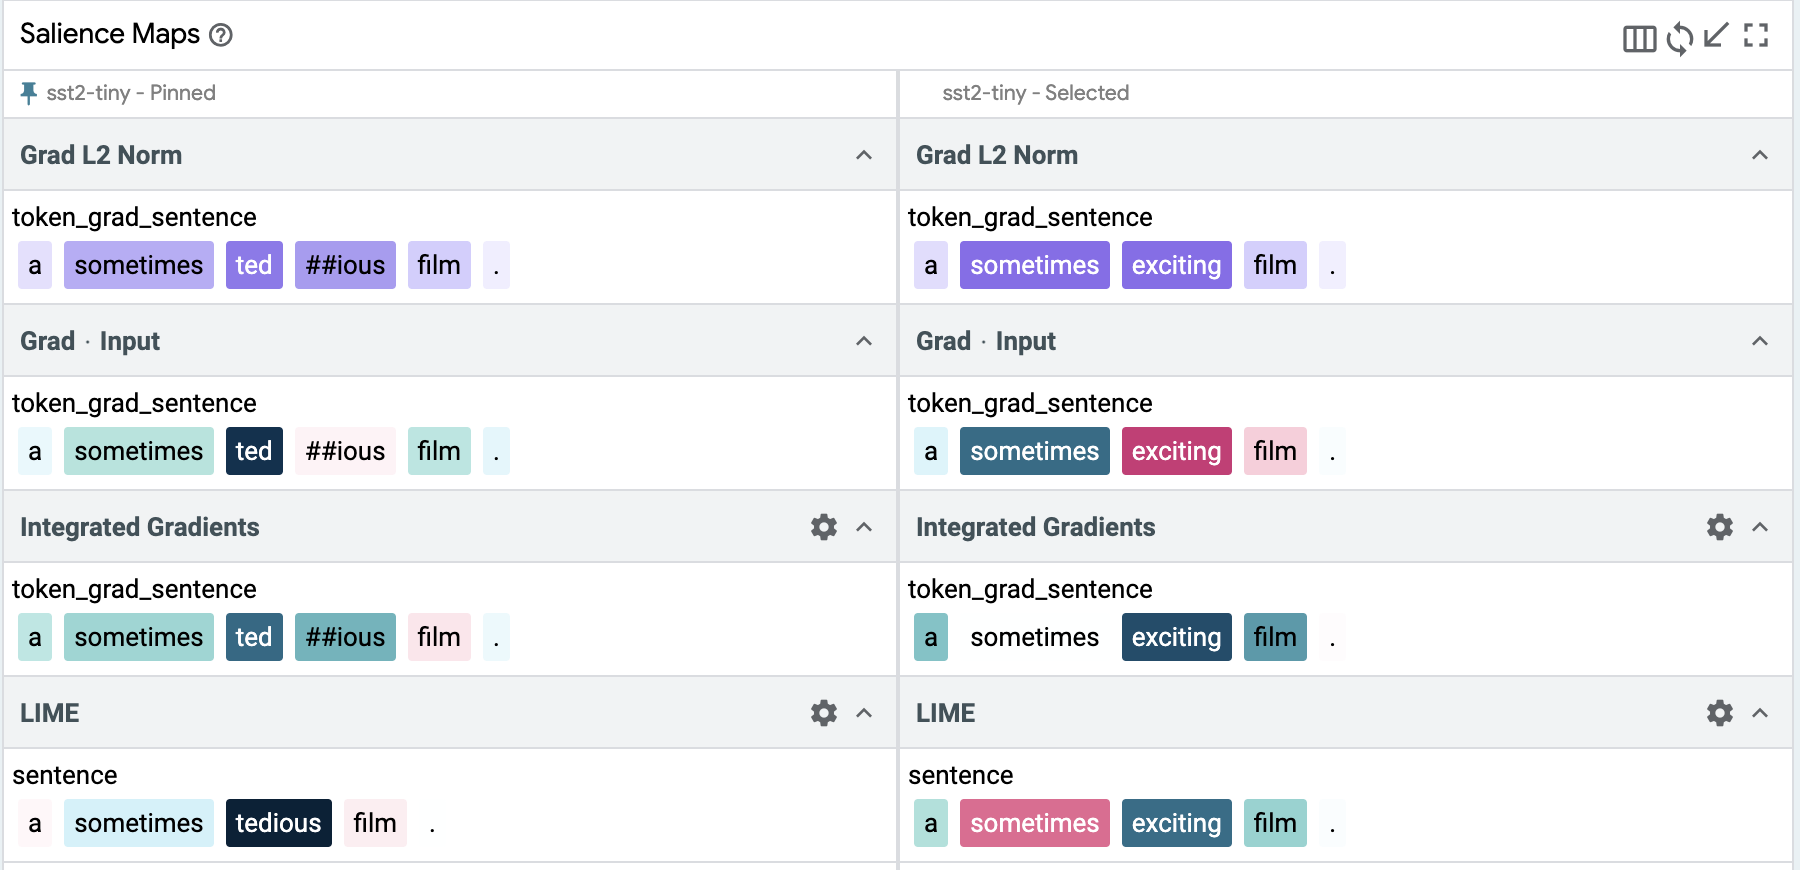 Salience Maps
sst2-tiny - Pinned
sst2-tiny - Selected
Grad L2 Norm
token_grad_sentence
a sometimes ted ##ious film .
Grad · Input
token_grad_sentence
a sometimes ted ##ious film .
Integrated Gradients
token_grad_sentence
a sometimes ted ##ious film .
LIME
sentence
a sometimes tedious film .
Grad L2 Norm
token_grad_sentence
a sometimes exciting film .
Grad · Input
token_grad_sentence
a sometimes exciting film .
Integrated Gradients
token_grad_sentence
a sometimes exciting film .
LIME
sentence
a sometimes exciting film .